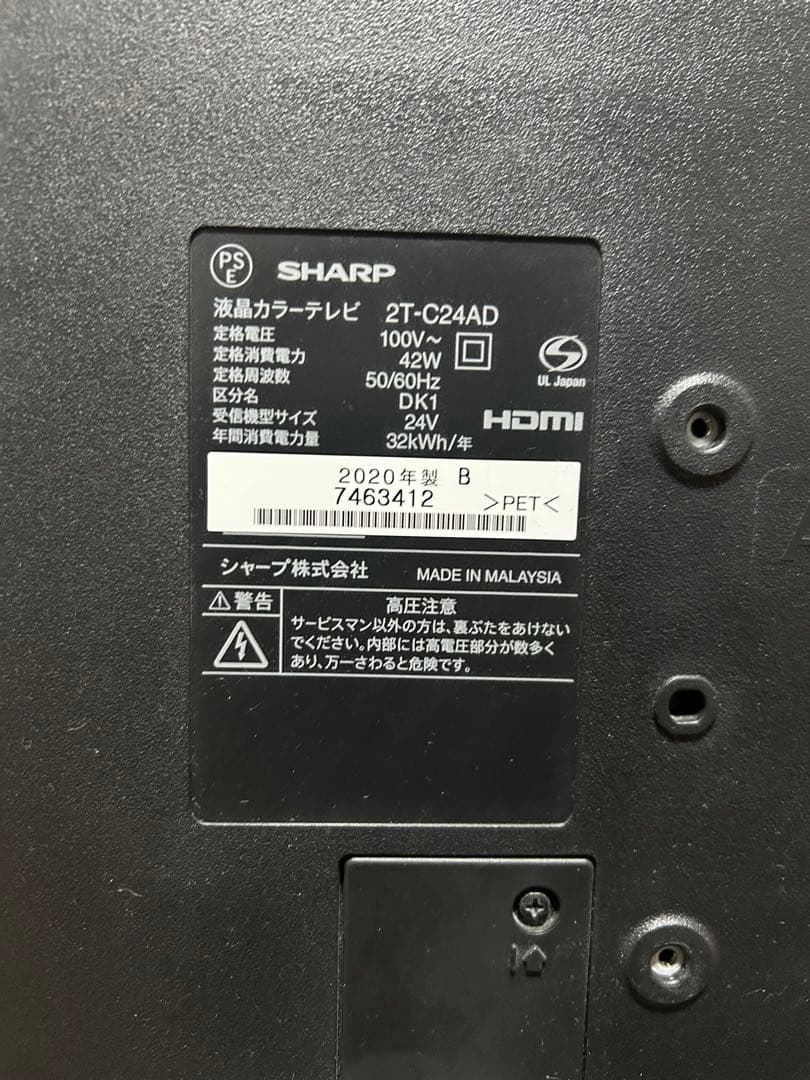 PSE
SHARP
液晶カラーテレビ 2T-C24AD
定格電圧 100V～
定格消費電力 42W
定格周波数 50/60Hz
区分名 DK1
受信機型サイズ 24V
年間消費電力量 32kWh/年
UL Japan
HDMI
2020年製 B
7463412 >PET<
シャープ株式会社 MADE IN MALAYSIA
⚠警告 高圧注意
サービスマン以外の方は、裏ぶたをあけない
でください。内部には高電圧部分が数多く
あり、万一さわると危険です。